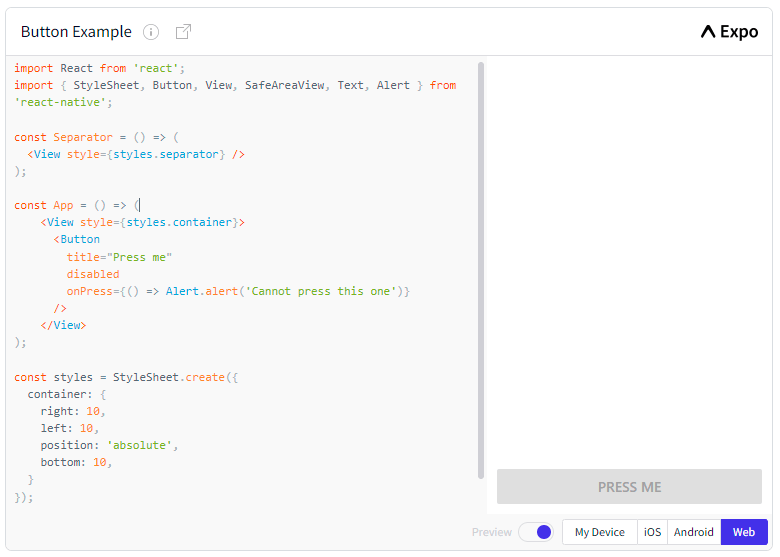 Button Example
Expo
import React from 'react';
import { StyleSheet, Button, View, SafeAreaView, Text, Alert } from
'react-native';
const Separator = () => (
  <View style={styles.separator} />
);
const App = () => (
    <View style={styles.container}>
      <Button
        title="Press me"
        disabled
        onPress={() => Alert.alert('Cannot press this one')}
      />
    </View>
);
const styles = StyleSheet.create({
  container: {
    right: 10,
    left: 10,
    position: 'absolute',
    bottom: 10,
  }
});
PRESS ME
Preview My Device iOS Android Web